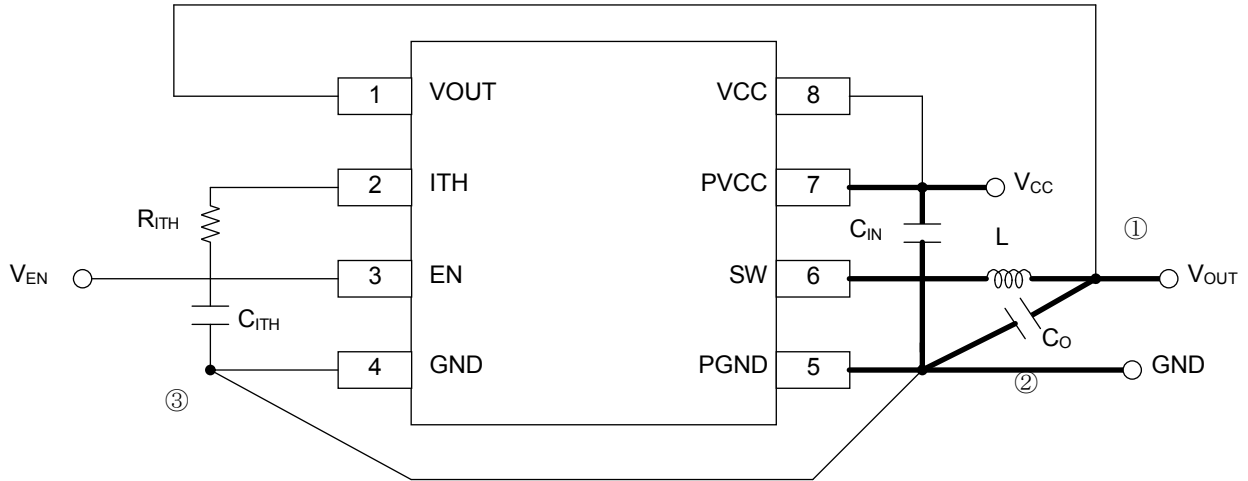 1 VOUT VCC 8
2 ITH PVCC 7 VCC
RITH CIN L ①
VEN 3 EN SW 6 VOUT
CITH CO
4 GND PGND 5 GND
③ ②